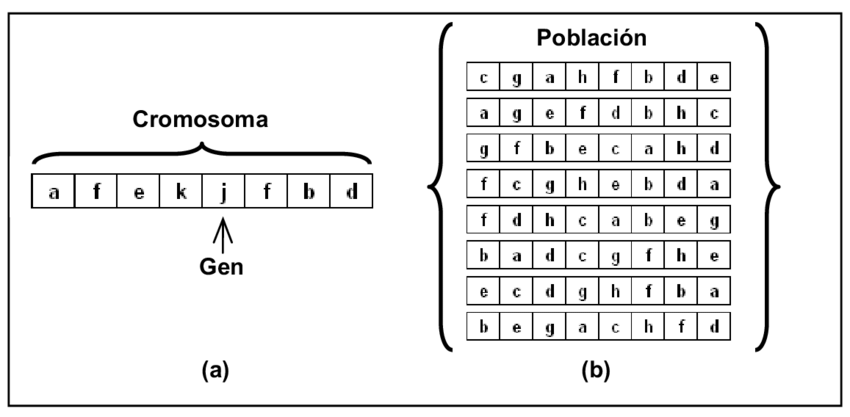 Cromosoma
a f e k j f b d
Gen
(a)
Población
c g a h f b d e
a g e f d b h c
g f b e c a h d
f c g h e b d a
f d h c a b e g
b a d c g f h e
e c d g h f b a
b e g a c h f d
(b)